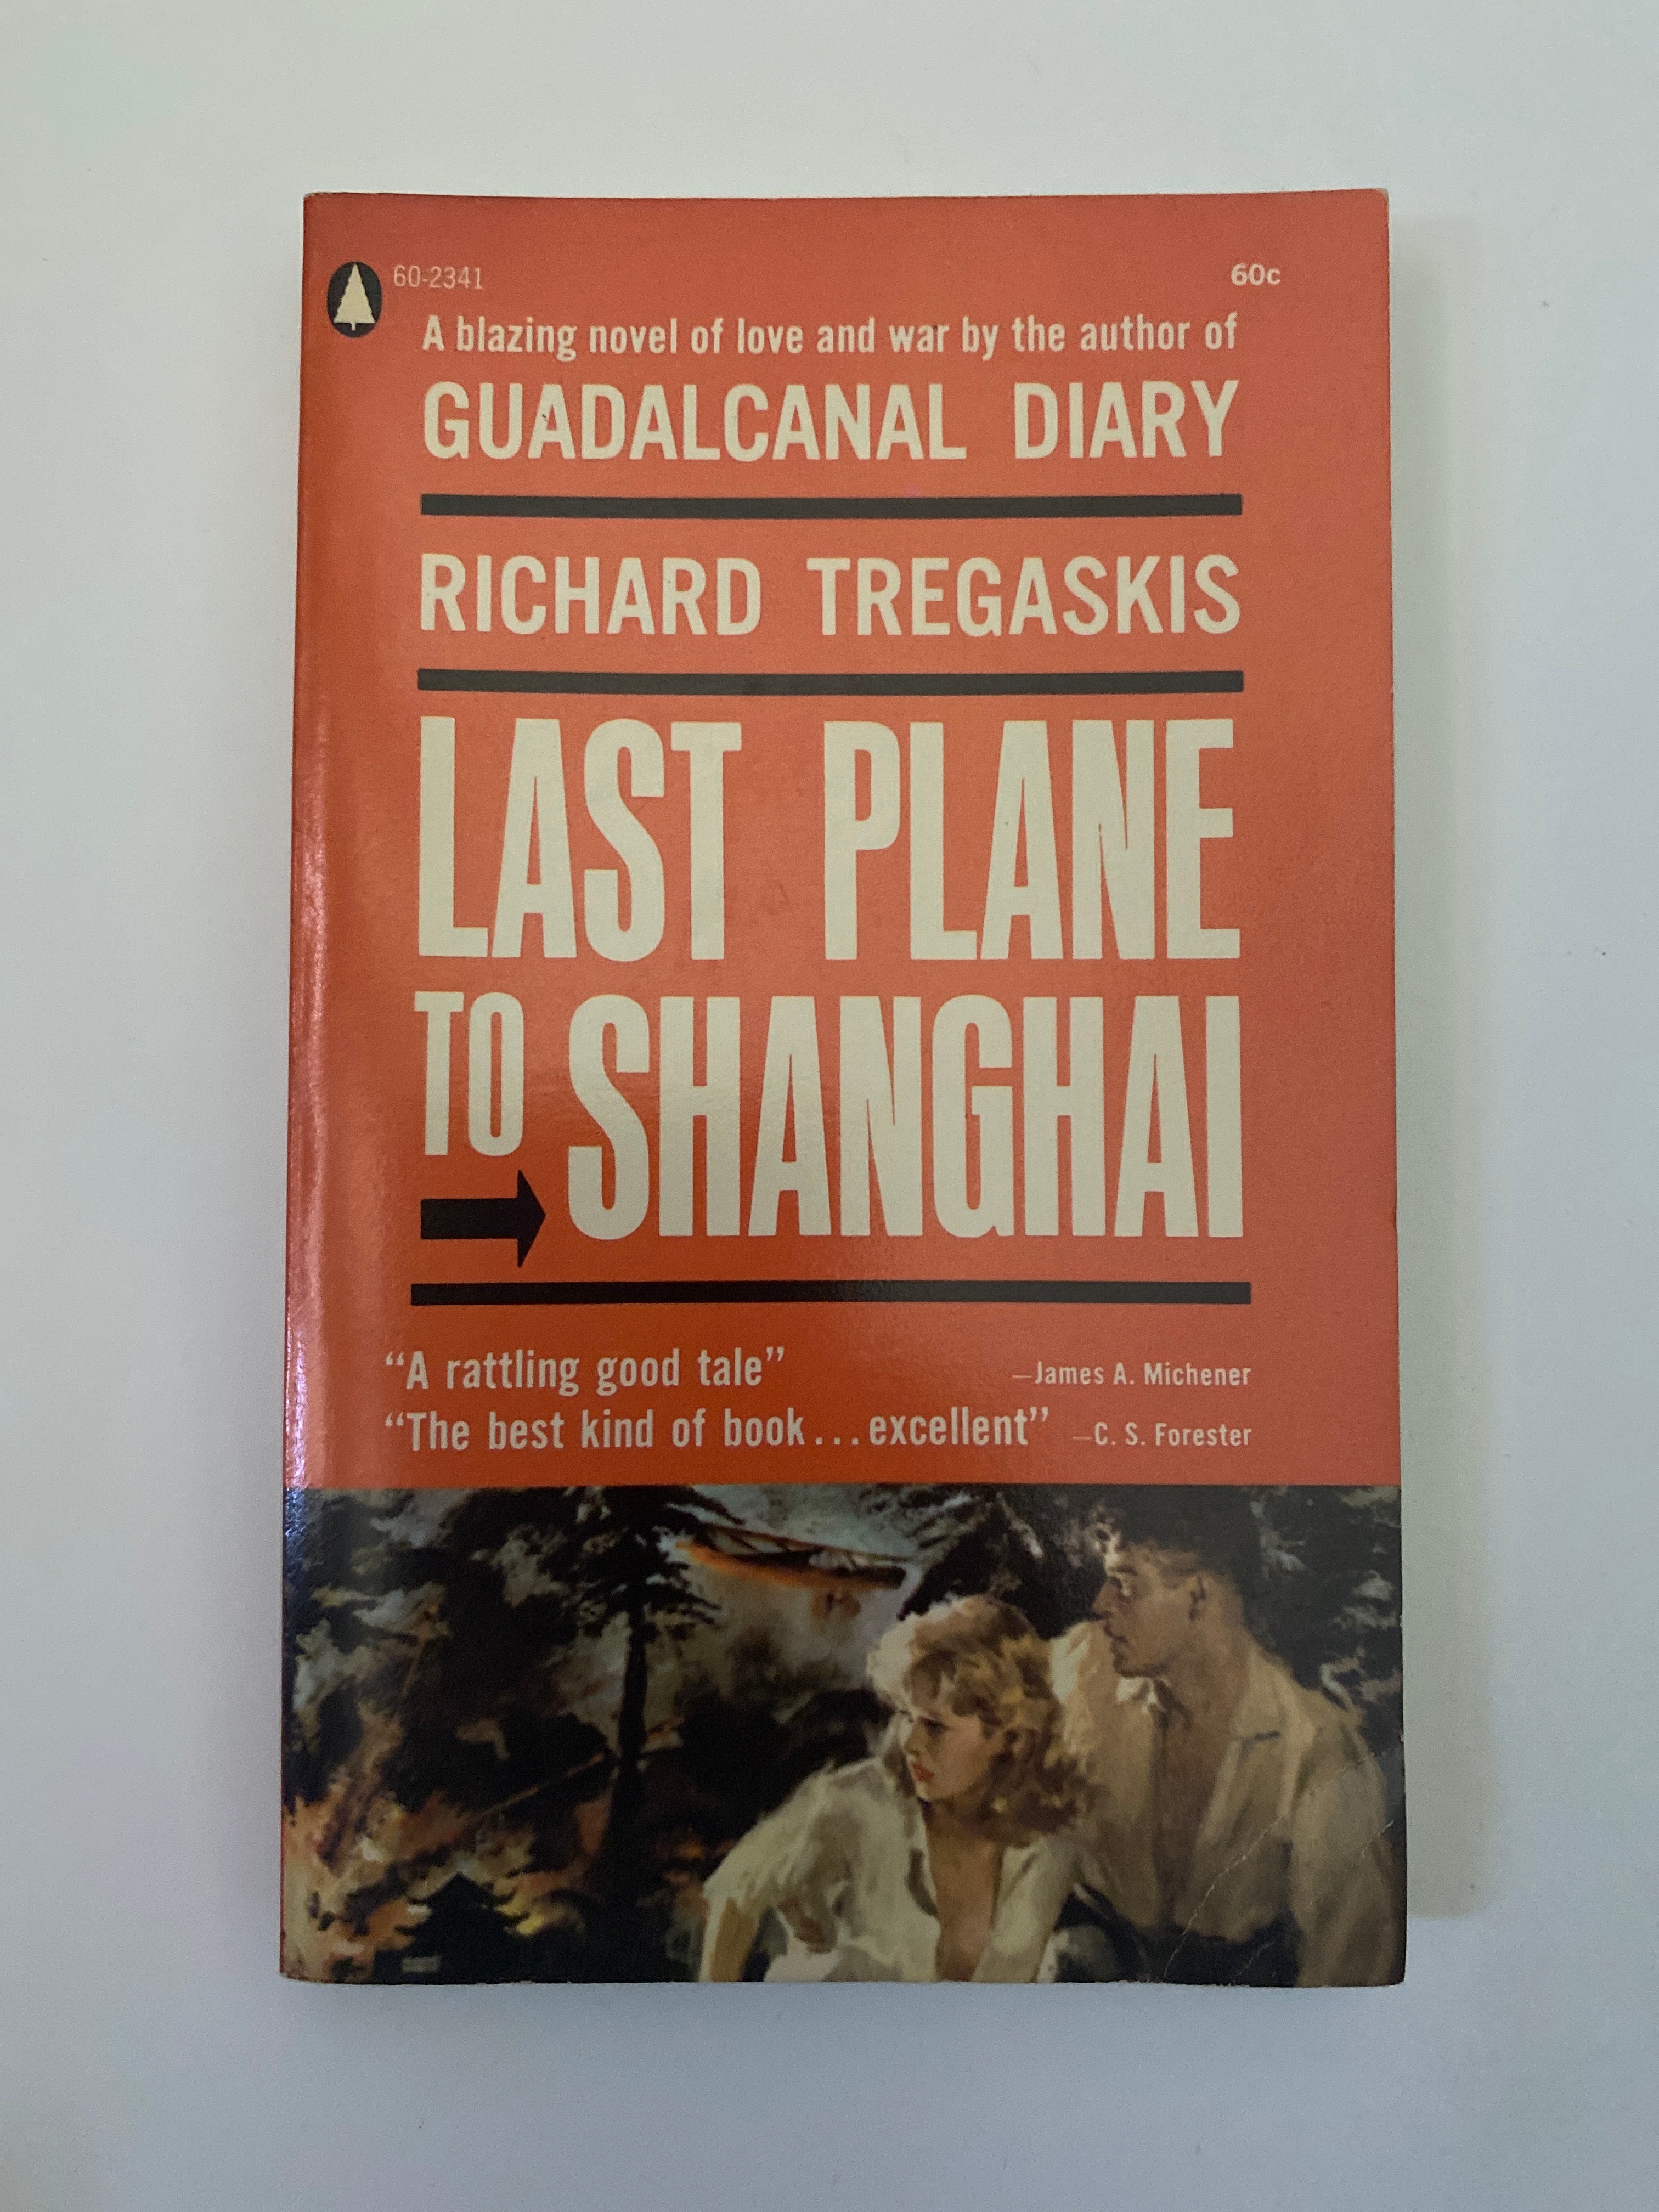 60-2341
60c
A blazing novel of love and war by the author of
GUADALCANAL DIARY
RICHARD TREGASKIS
LAST PLANE
TO SHANGHAI
“A rattling good tale” —James A. Michener
“The best kind of book...excellent” —C. S. Forester